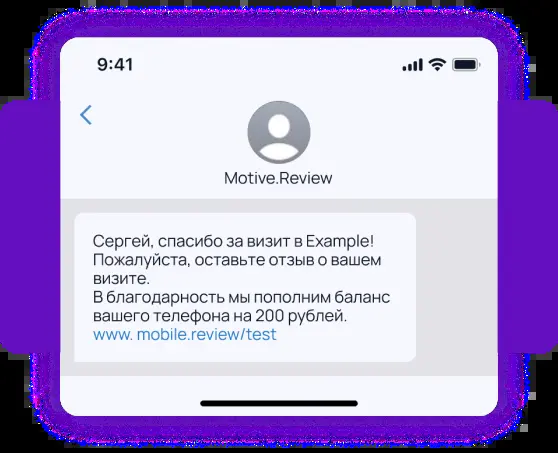 9:41
Motive.Review
Сергей, спасибо за визит в Example!
Пожалуйста, оставьте отзыв о вашем
визите.
В благодарность мы пополним баланс
вашего телефона на 200 рублей.
www. mobile.review/test